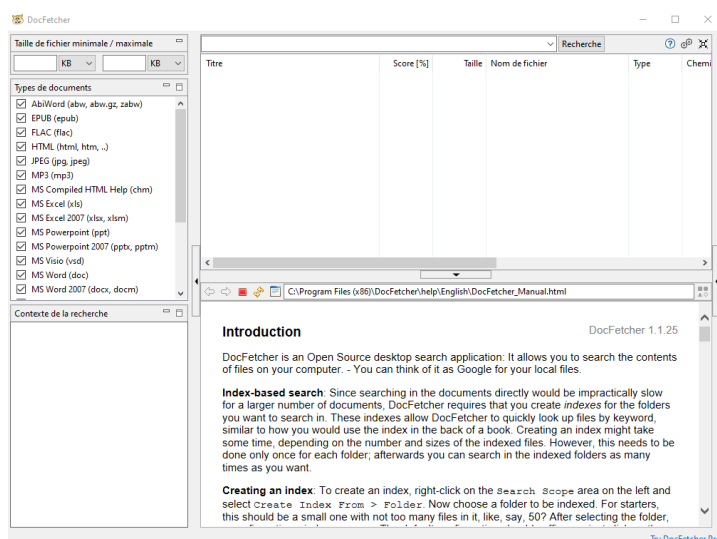 DocFetcher
Taille de fichier minimale / maximale
KB
KB
Types de documents
AbiWord (abw, abw.gz, zabw)
EPUB (epub)
FLAC (flac)
HTML (html, htm, ..)
JPEG (jpg, jpeg)
MP3 (mp3)
MS Compiled HTML Help (chm)
MS Excel (xls)
MS Excel 2007 (xlsx, xlsm)
MS Powerpoint (ppt)
MS Powerpoint 2007 (pptx, pptm)
MS Visio (vsd)
MS Word (doc)
MS Word 2007 (docx, docm)
Contexte de la recherche
Recherche
Titre Score [%] Taille Nom de fichier Type Chemi
C:\Program Files (x86)\DocFetcher\help\English\DocFetcher_Manual.html
Introduction
DocFetcher 1.1.25
DocFetcher is an Open Source desktop search application: It allows you to search the contents
of files on your computer. - You can think of it as Google for your local files.
Index-based search: Since searching in the documents directly would be impractically slow
for a larger number of documents, DocFetcher requires that you create indexes for the folders
you want to search in. These indexes allow DocFetcher to quickly look up files by keyword,
similar to how you would use the index in the back of a book. Creating an index might take
some time, depending on the number and sizes of the indexed files. However, this needs to be
done only once for each folder; afterwards you can search in the indexed folders as many
times as you want.
Creating an index: To create an index, right-click on the Search Scope area on the left and
select Create Index From > Folder. Now choose a folder to be indexed. For starters,
this should be a small one with not too many files in it, like, say, 50? After selecting the folder,